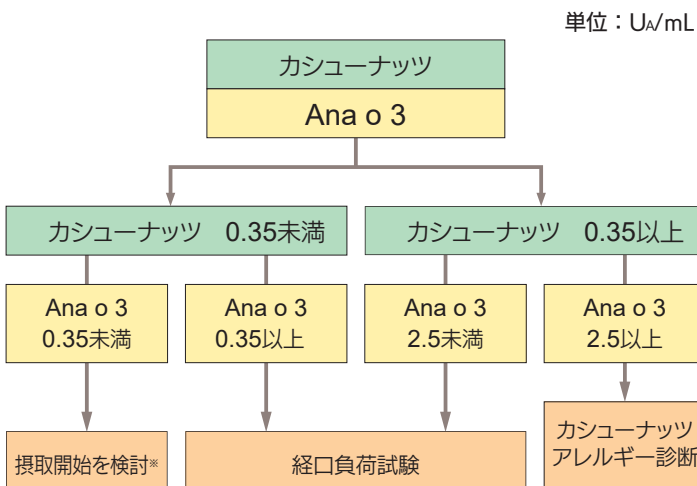 単位：UA/mL
カシューナッツ
Ana o 3
カシューナッツ 0.35未満
カシューナッツ 0.35以上
Ana o 3
0.35未満
Ana o 3
0.35以上
Ana o 3
2.5未満
Ana o 3
2.5以上
摂取開始を検討※
経口負荷試験
カシューナッツ
アレルギー診断